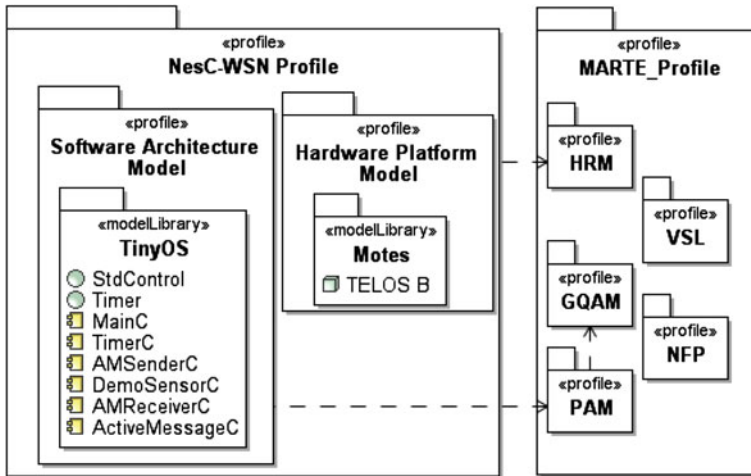 «profile»
NesC-WSN Profile
«profile»
Software Architecture
Model
«modelLibrary»
TinyOS
StdControl
Timer
MainC
TimerC
AMSenderC
DemoSensorC
AMReceiverC
ActiveMessageC
«profile»
Hardware Platform
Model
«modelLibrary»
Motes
TELOS B
«profile»
MARTE_Profile
«profile»
HRM
«profile»
VSL
«profile»
GQAM
«profile»
NFP
«profile»
PAM